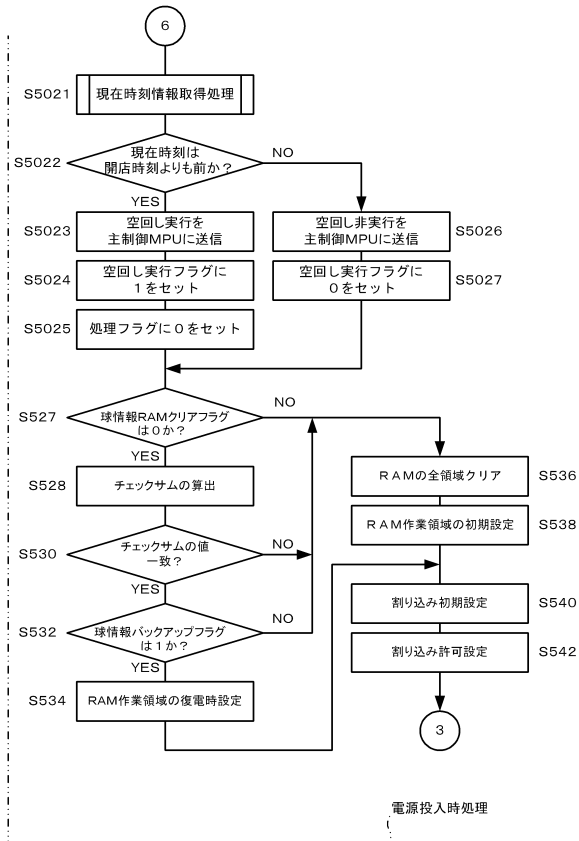 6
S5021
現在時刻情報取得処理
S5022
現在時刻は
開店時刻よりも前か？
NO
YES
S5023
空回し実行を
主制御MPUに送信
空回し非実行を
主制御MPUに送信
S5026
S5024
空回し実行フラグに
1をセット
空回し実行フラグに
0をセット
S5027
S5025
処理フラグに0をセット
S527
球情報RAMクリアフラグ
は0か？
NO
YES
S528
チェックサムの算出
RAMの全領域クリア
S536
RAM作業領域の初期設定
S538
S530
チェックサムの値
一致？
NO
YES
割り込み初期設定
S540
S532
球情報バックアップフラグ
は1か？
NO
YES
割り込み許可設定
S542
S534
RAM作業領域の復電時設定
3
電源投入時処理